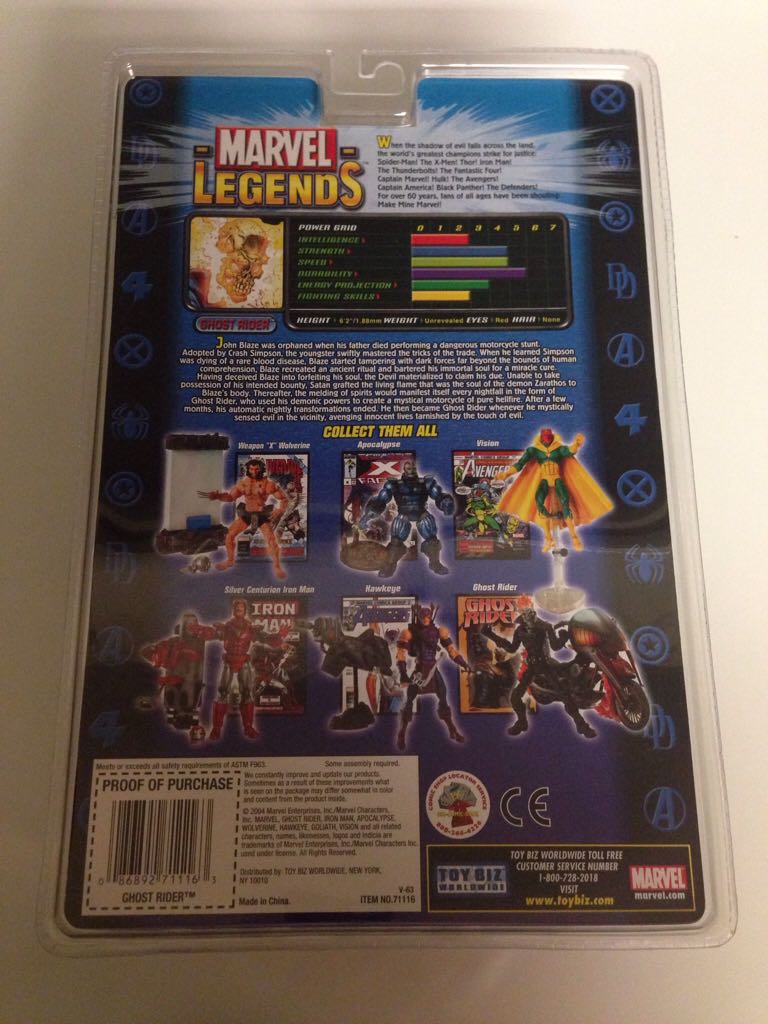 MARVEL
LEGENDS
When the shadow of evil falls across the land,
the world's greatest champions strike for justice:
Spider-Man! The X-Men! Thor! Iron Man!
The Thunderbolts! The Fantastic Four!
Captain Marvel! Hulk! The Avengers!
Captain America! Black Panther! The Defenders!
For over 60 years, fans of all ages have been shouting:
Make Mine Marvel!
POWER GRID 0 1 2 3 4 5 6 7
INTELLIGENCE
STRENGTH
SPEED
DURABILITY
ENERGY PROJECTION
FIGHTING SKILLS
HEIGHT 6'2"/1.88mm WEIGHT Unrevealed EYES Red HAIR None
GHOST RIDER
John Blaze was orphaned when his father died performing a dangerous motorcycle stunt.
Adopted by Crash Simpson, the youngster swiftly mastered the tricks of the trade. When he learned Simpson
was dying of a rare blood disease, Blaze started tampering with dark forces far beyond the bounds of human
comprehension, Blaze recreated an ancient ritual and bartered his immortal soul for a miracle cure.
Having deceived Blaze into forfeiting his soul, the Devil materialized to claim his due. Unable to take
possession of his intended bounty, Satan grafted the living flame that was the soul of the demon Zarathos to
Blaze's body. Thereafter, the melding of spirits would manifest itself every nightfall in the form of
Ghost Rider, who used his demonic powers to create a mystical motorcycle of pure hellfire. After a few
months, his automatic nightly transformations ended. He then became Ghost Rider whenever he mystically
sensed evil in the vicinity, avenging innocent lives tarnished by the touch of evil.
COLLECT THEM ALL
Weapon "X" Wolverine
Apocalypse
Vision
X
AVENGERS
Silver Centurion Iron Man
Hawkeye
Ghost Rider
IRON
MAN
AVENGERS
GHOST
RIDER
Meets or exceeds all safety requirements of ASTM F963.
Some assembly required.
PROOF OF PURCHASE
0 86892 71116 3
GHOST RIDER™
We constantly improve and update our products.
Sometimes as a result of these improvements what
is seen on the package may differ somewhat in color
and content from the product inside.
© 2004 Marvel Enterprises, Inc./Marvel Characters,
Inc. MARVEL, GHOST RIDER, IRON MAN, APOCALYPSE,
WOLVERINE, HAWKEYE, GOLIATH, VISION and all related
characters, names, likenesses, logos and indicia are
trademarks of Marvel Enterprises, Inc./Marvel Characters Inc.
used under license. All Rights Reserved.
Distributed by: TOY BIZ WORLDWIDE, NEW YORK,
NY 10010
Made in China.
V-63
ITEM NO.71116
COMIC SHOP LOCATOR SERVICE
CE
TOY BIZ
WORLDWIDE
TOY BIZ WORLDWIDE TOLL FREE
CUSTOMER SERVICE NUMBER
1-800-728-2018
VISIT
www.toybiz.com
MARVEL
marvel.com